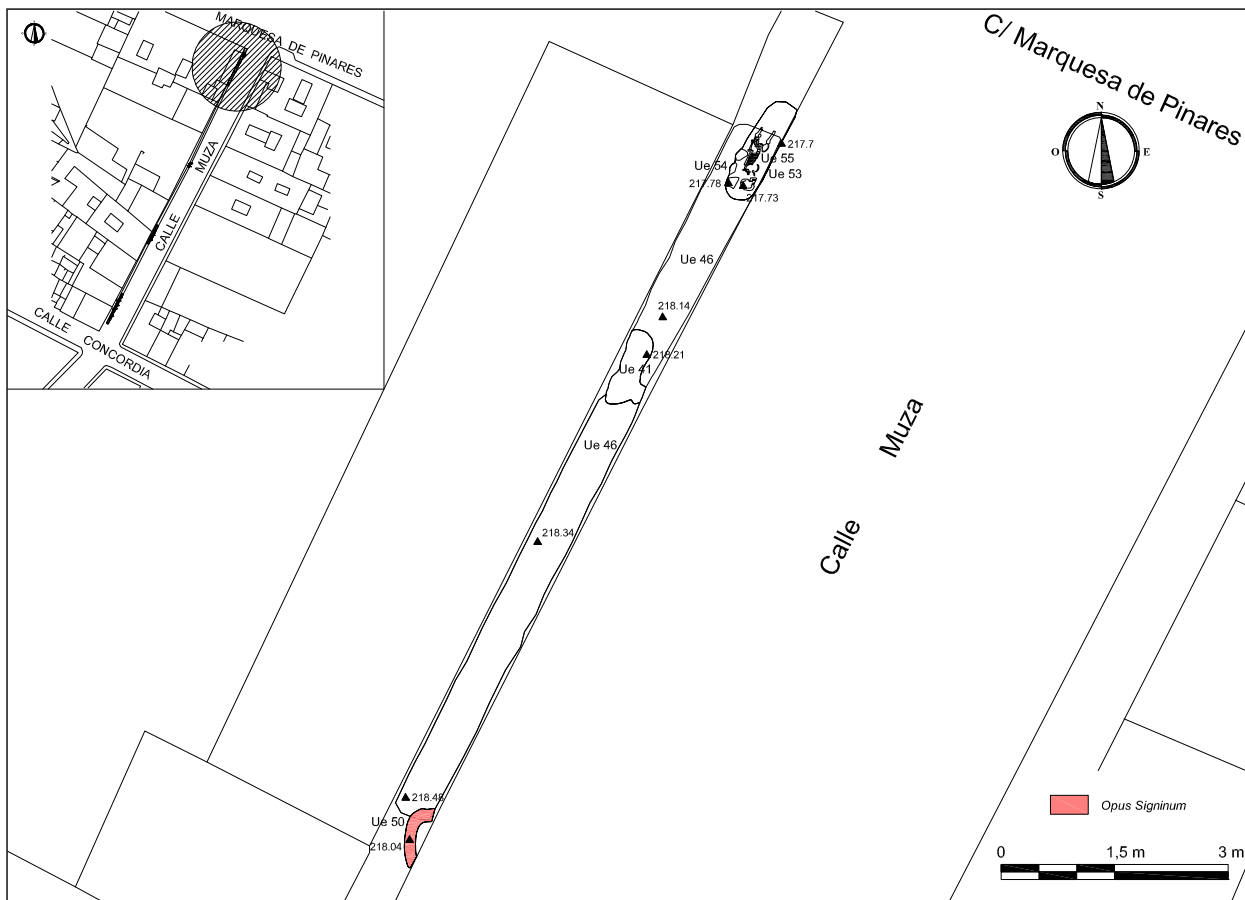 MARQUESA DE PINARES
MUZA
CALLE
CALLE CONCORDIA
C/ Marquesa de Pinares
N
O
E
S
217.7
Ue 55
Ue 54
Ue 53
217.78
217.73
Ue 46
218.14
218.21
Ue 41
Ue 46
Muza
Calle
218.34
218.48
Ue 50
218.04
Opus Signinum
0 1,5 m 3 m